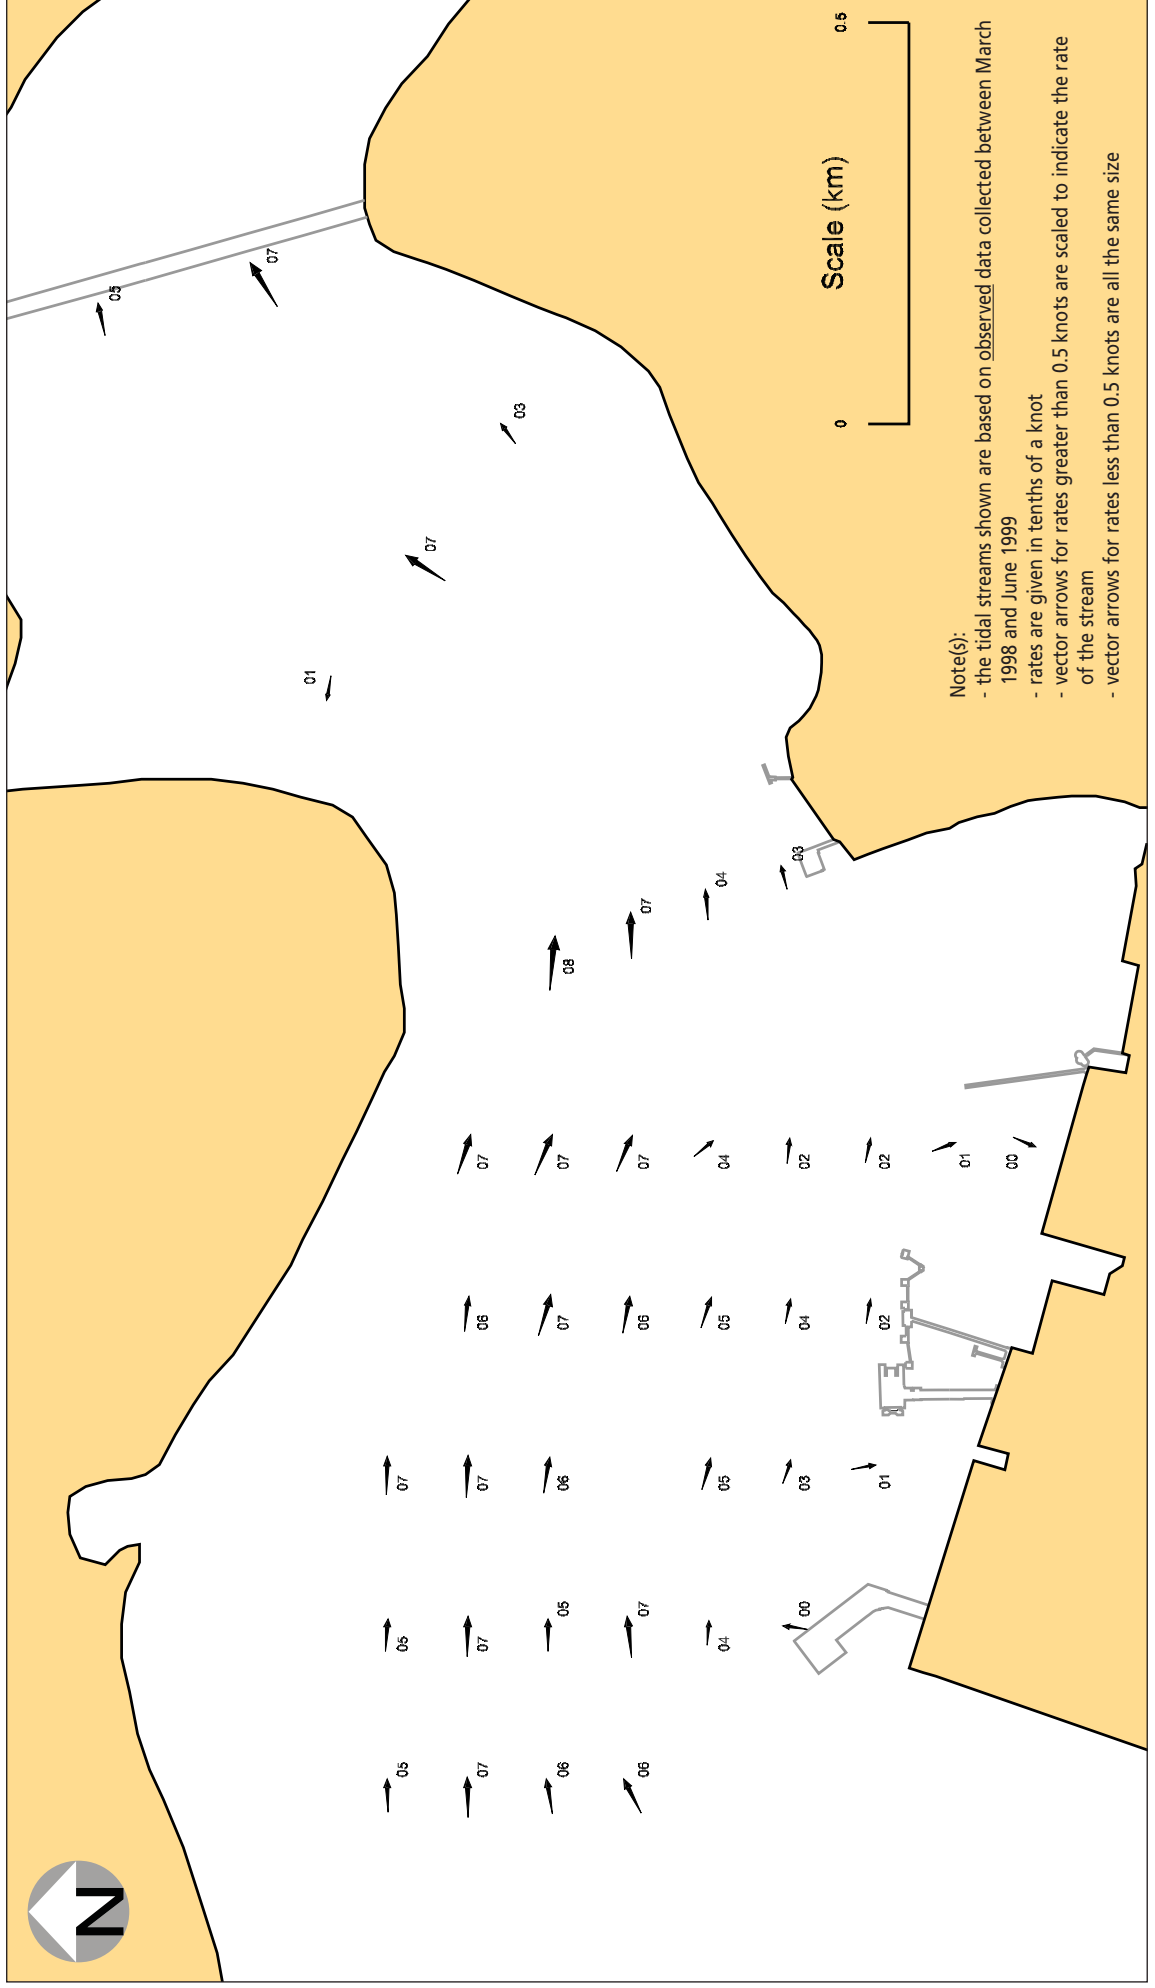 N
05
07
01
05 05 07
07
07 07 07 06 07
03
06 05 06 07 07 08
06 07 06 07 07
04 05 05 04 04
00 03 04 02 03
Scale (km)
0 0.5
01 02 02
01
00
Note(s):
- the tidal streams shown are based on observed data collected between March
1998 and June 1999
- rates are given in tenths of a knot
- vector arrows for rates greater than 0.5 knots are scaled to indicate the rate
of the stream
- vector arrows for rates less than 0.5 knots are all the same size